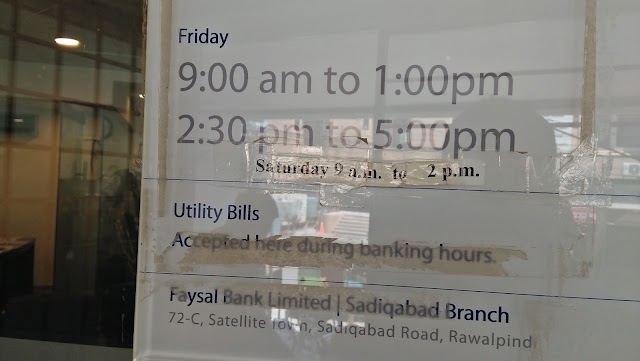 Friday
9:00 am to 1:00pm
2:30 pm to 5:00pm
Saturday 9 a.m. to 2 p.m.
Utility Bills
Accepted here during banking hours.
Faysal Bank Limited | Sadiqabad Branch
72-C, Satellite Town, Sadiqabad Road, Rawalpindi